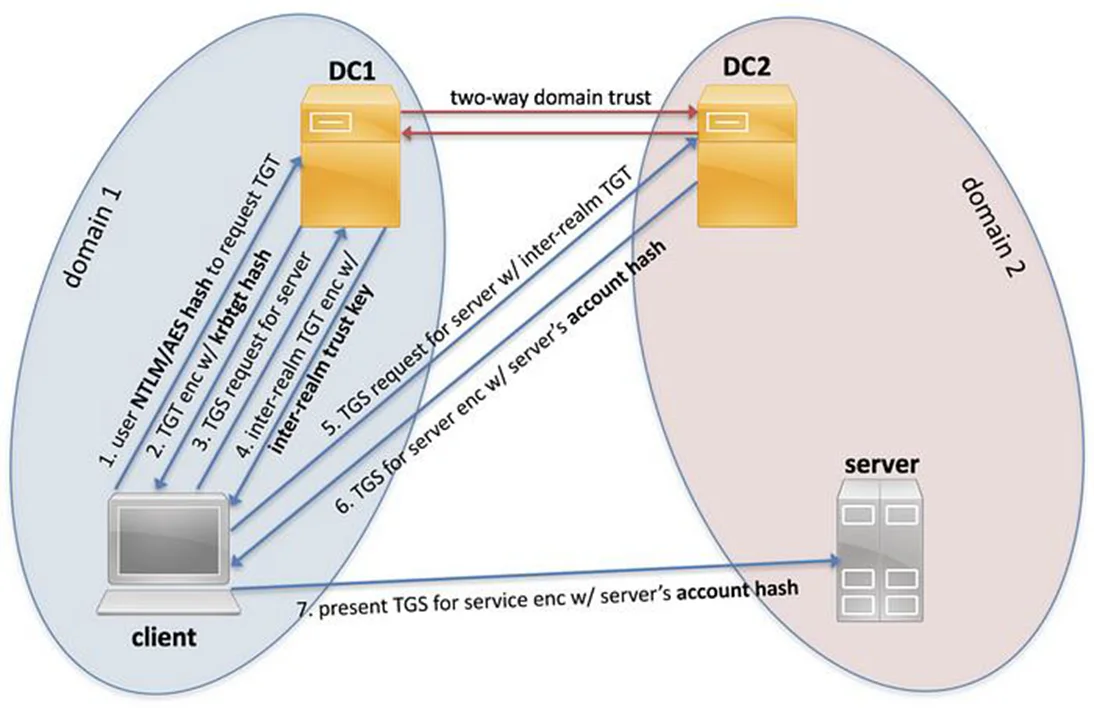 DC1
DC2
two-way domain trust
domain 1
domain 2
1. user NTLM/AES hash to request TGT
2. TGT enc w/ krbtgt hash
3. TGS request for server
4. inter-realm TGT enc w/
inter-realm trust key
5. TGS request for server w/ inter-realm TGT
6. TGS for server enc w/ server's account hash
server
7. present TGS for service enc w/ server's account hash
client